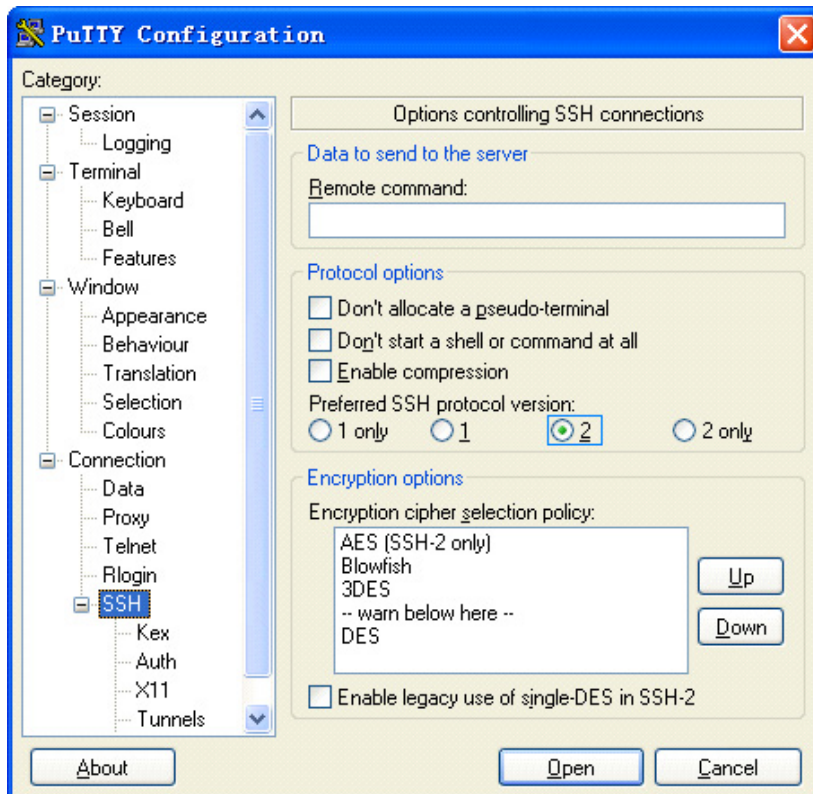 PuTTY Configuration
Category:
Session
Logging
Terminal
Keyboard
Bell
Features
Window
Appearance
Behaviour
Translation
Selection
Colours
Connection
Data
Proxy
Telnet
Rlogin
SSH
Kex
Auth
X11
Tunnels
Options controlling SSH connections
Data to send to the server
Remote command:
Protocol options
Don't allocate a pseudo-terminal
Don't start a shell or command at all
Enable compression
Preferred SSH protocol version:
1 only 1 2 2 only
Encryption options
Encryption cipher selection policy:
AES (SSH-2 only)
Blowfish
3DES
-- warn below here --
DES
Up
Down
Enable legacy use of single-DES in SSH-2
About
Open
Cancel